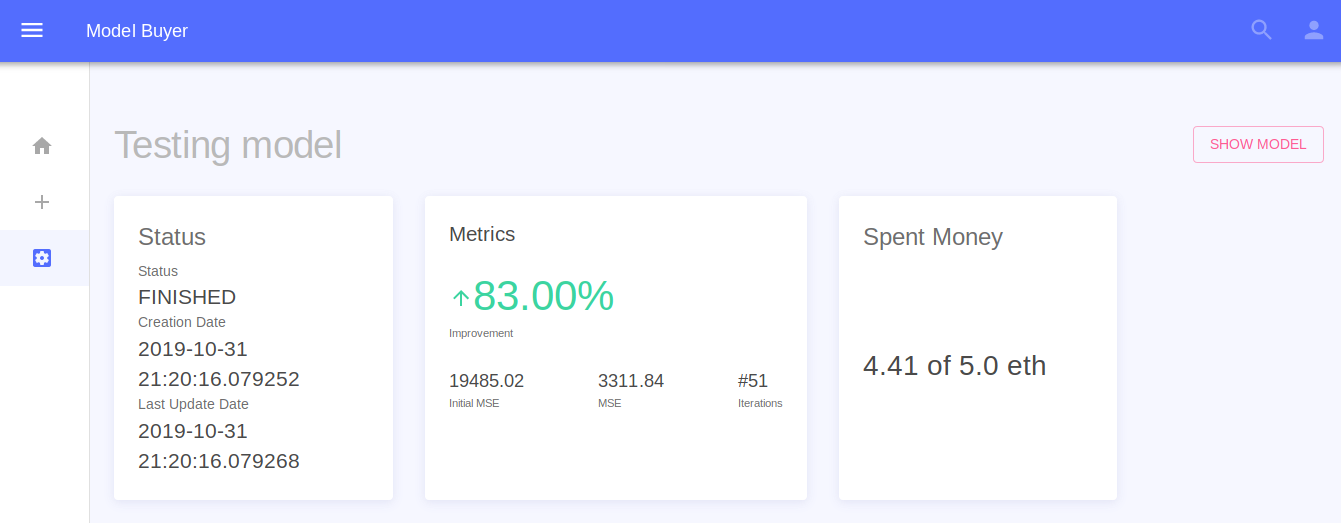 Model Buyer
Testing model
SHOW MODEL
Status
Status
FINISHED
Creation Date
2019-10-31
21:20:16.079252
Last Update Date
2019-10-31
21:20:16.079268
Metrics
83.00%
Improvement
19485.02 3311.84 #51
Initial MSE MSE Iterations
Spent Money
4.41 of 5.0 eth